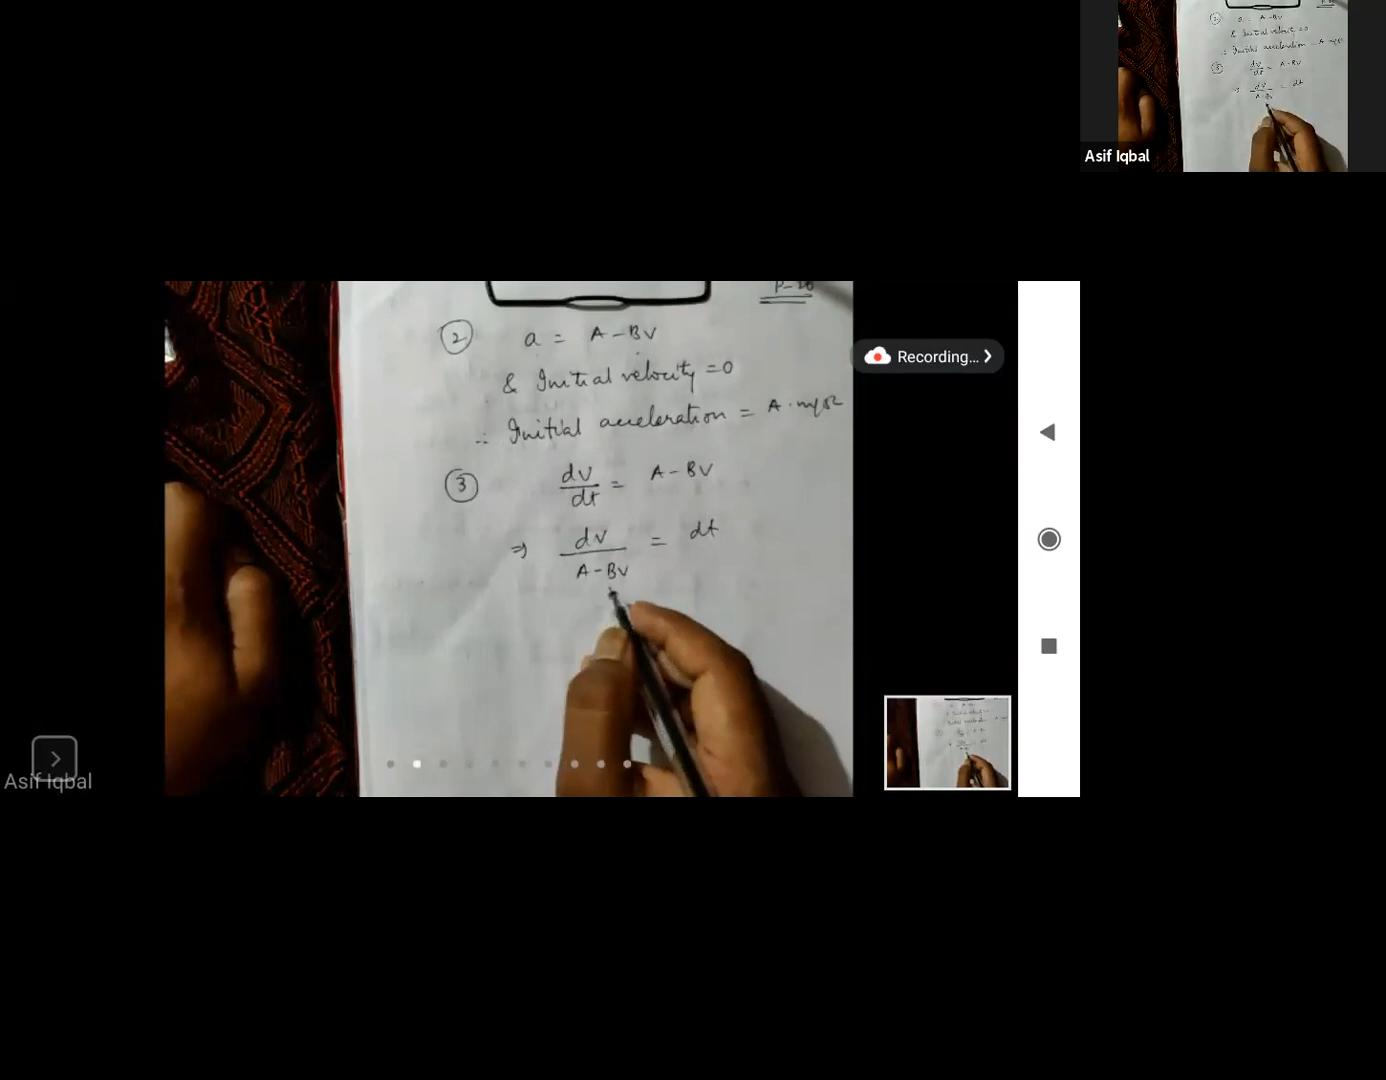 Asif Iqbal
P-26
② a = A - BV
& Initial velocity = 0
∴ Initial acceleration = A
③ dv/dt = A - BV
⇒ dv/(A - BV) = dt
Recording...
Asif Iqbal